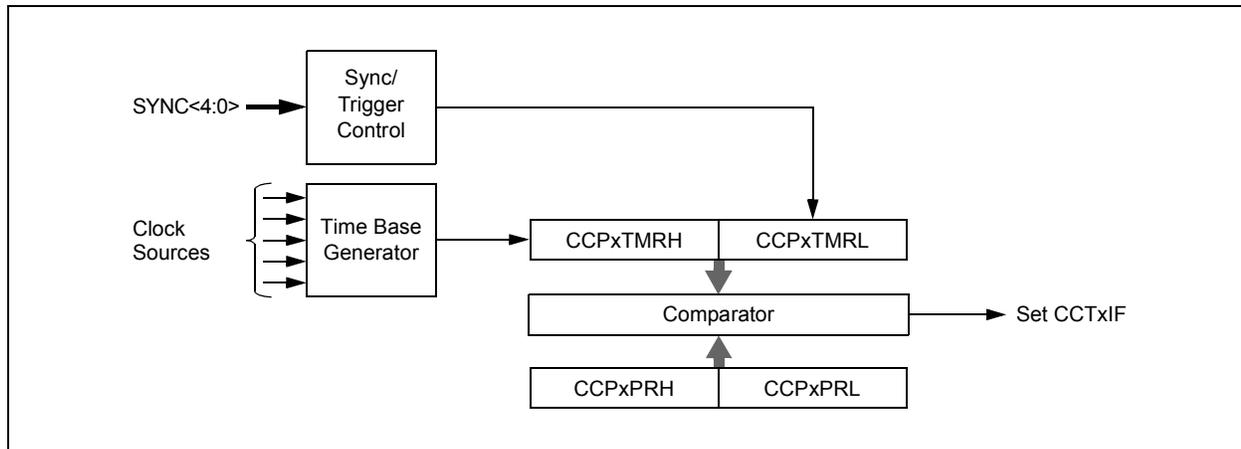 SYNC<4:0>
Sync/
Trigger
Control
Clock
Sources
Time Base
Generator
CCPxTMRH
CCPxTMRL
Comparator
Set CCTxIF
CCPxPRH
CCPxPRL